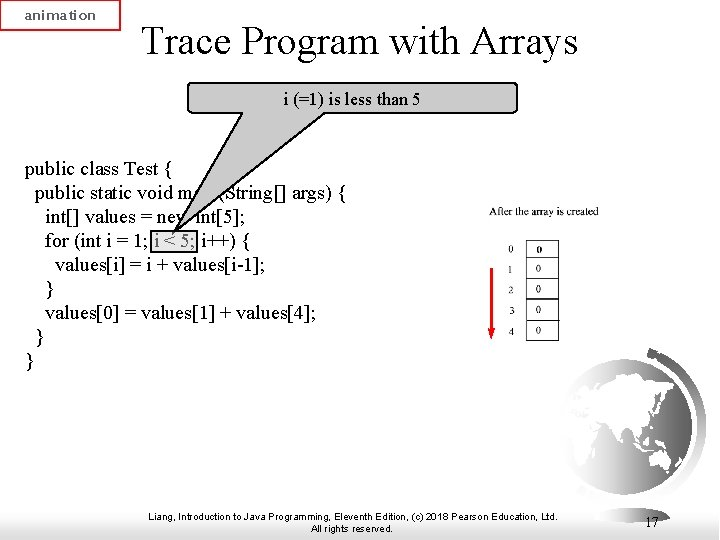 animation
Trace Program with Arrays
i (=1) is less than 5
public class Test {
public static void m (String[] args) {
int[] values = new int[5];
for (int i = 1; i < 5; i++) {
values[i] = i + values[i-1];
}
values[0] = values[1] + values[4];
}
}
After the array is created
0 0
1 0
2 0
3 0
4 0
Liang, Introduction to Java Programming, Eleventh Edition, (c) 2018 Pearson Education, Ltd.
All rights reserved.
17